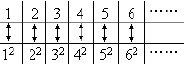 1 2 3 4 5 6 ……
1² 2² 3² 4² 5² 6² ……